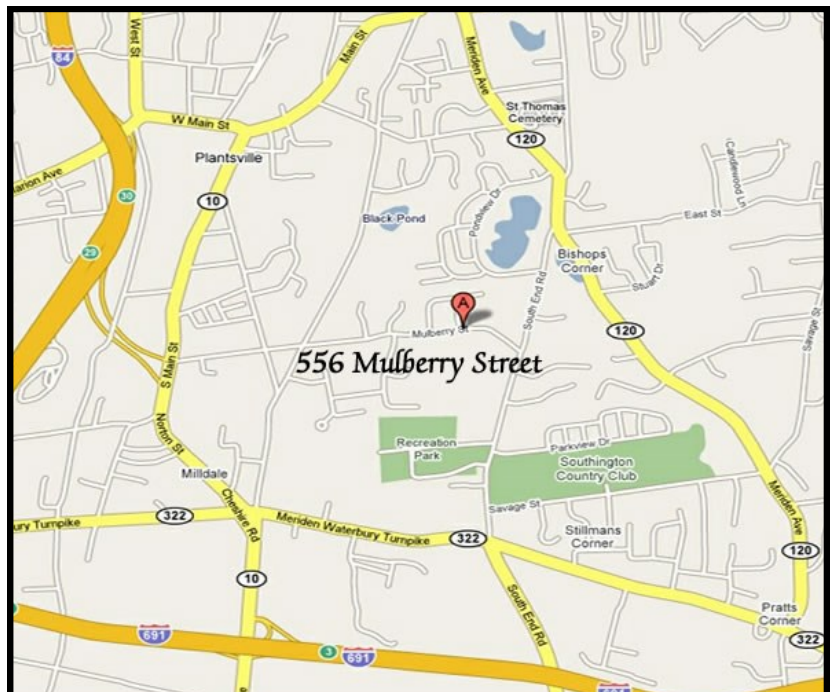 West St
84
Main St
Meriden Ave
St Thomas
Cemetery
W Main St
120
Plantsville
arion Ave
Candlewood Ln
30
10
Pondview Dr
Black Pond
East St
29
Bishops
Corner
Stuart Dr
A
South End Rd
Savage St
Mulberry St
120
556 Mulberry Street
S Main St
Norton St
Recreation
Park
Parkview Dr
Southington
Country Club
Milldale
Cheshire Rd
Meriden Ave
Savage St
ury Turnpike
322
Meriden Waterbury Turnpike
322
Stillmans
Corner
120
10
South End Rd
Pratts
Corner
322
691
3
691